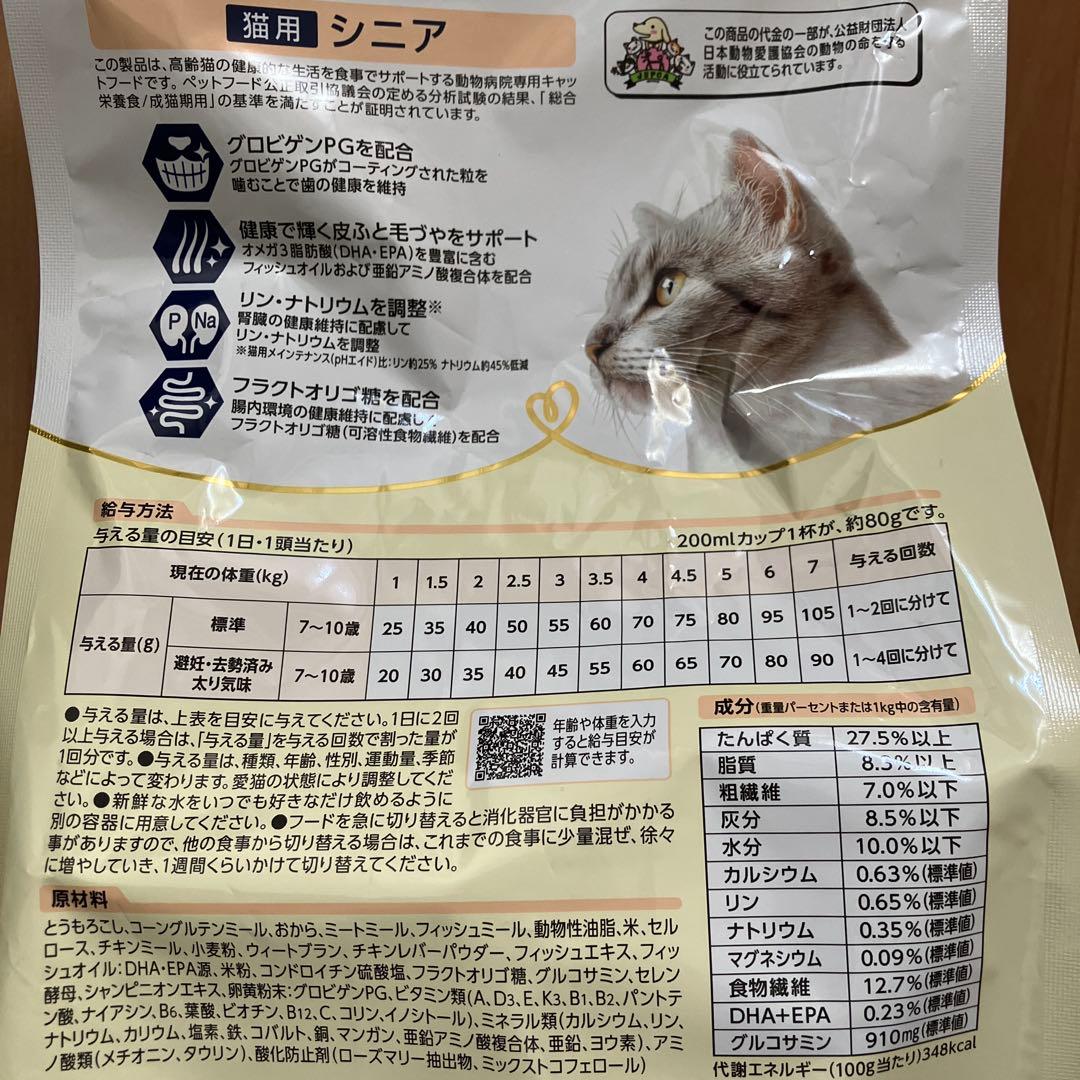 猫用 シニア
この製品は、高齢猫の健康的な生活を食事でサポートする動物病院専用キャッ
トフードです。ペットフード公正取引協議会の定める分析試験の結果、「総合
栄養食/成猫期用」の基準を満たすことが証明されています。
JSPCA
この商品の代金の一部が、公益財団法人
日本動物愛護協会の動物の命を守る
活動に役立てられています。
グロビゲンPGを配合
グロビゲンPGがコーティングされた粒を
噛むことで歯の健康を維持
健康で輝く皮ふと毛づやをサポート
オメガ3脂肪酸(DHA・EPA)を豊富に含む
フィッシュオイルおよび亜鉛アミノ酸複合体を配合
P Na
リン・ナトリウムを調整※
腎臓の健康維持に配慮して
リン・ナトリウムを調整
※猫用メインテナンス(pHエイド)比:リン約25% ナトリウム約45%低減
フラクトオリゴ糖を配合
腸内環境の健康維持に配慮し
フラクトオリゴ糖(可溶性食物繊維)を配合
給与方法
与える量の目安(1日・1頭当たり)
200mlカップ1杯が、約80gです。
現在の体重(kg) 1 1.5 2 2.5 3 3.5 4 4.5 5 6 7 与える回数
与える量(g) 標準 7〜10歳 25 35 40 50 55 60 70 75 80 95 105 1〜2回に分けて
避妊・去勢済み 太り気味 7〜10歳 20 30 35 40 45 55 60 65 70 80 90 1〜4回に分けて
●与える量は、上表を目安に与えてください。1日に2回
以上与える場合は、「与える量」を与える回数で割った量が
1回分です。●与える量は、種類、年齢、性別、運動量、季節
などによって変わります。愛猫の状態により調整してくだ
さい。●新鮮な水をいつでも好きなだけ飲めるように
別の容器に用意してください。●フードを急に切り替えると消化器官に負担がかかる
事がありますので、他の食事から切り替える場合は、これまでの食事に少量混ぜ、徐々
に増やしていき、1週間くらいかけて切り替えてください。
年齢や体重を入力
すると給与目安が
計算できます。
原材料
とうもろこし、コーングルテンミール、おから、ミートミール、フィッシュミール、動物性油脂、米、セル
ロース、チキンミール、小麦粉、ウィートブラン、チキンレバーパウダー、フィッシュエキス、フィッ
シュオイル:DHA・EPA源、米粉、コンドロイチン硫酸塩、フラクトオリゴ糖、グルコサミン、セレン
酵母、シャンピニオンエキス、卵黄粉末:グロビゲンPG、ビタミン類(A、D3、E、K3、B1、B2、パントテ
ン酸、ナイアシン、B6、葉酸、ビオチン、B12、C、コリン、イノシトール)、ミネラル類(カルシウム、リン、
ナトリウム、カリウム、塩素、鉄、コバルト、銅、マンガン、亜鉛アミノ酸複合体、亜鉛、ヨウ素)、アミ
ノ酸類(メチオニン、タウリン)、酸化防止剤(ローズマリー抽出物、ミックストコフェロール)
成分(重量パーセントまたは1kg中の含有量)
たんぱく質 27.5%以上
脂質 8.5%以上
粗繊維 7.0%以下
灰分 8.5%以下
水分 10.0%以下
カルシウム 0.63%(標準値)
リン 0.65%(標準値)
ナトリウム 0.35%(標準値)
マグネシウム 0.09%(標準値)
食物繊維 12.7%(標準値)
DHA+EPA 0.23%(標準値)
グルコサミン 910mg(標準値)
代謝エネルギー(100g当たり)348kcal